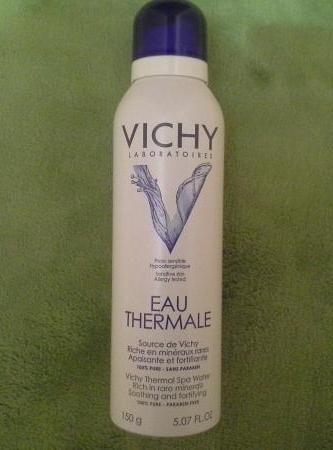 VICHY
LABORATOIRES
Peau sensible
Hypoallergénique
Sensitive skin
Allergy tested
EAU
THERMALE
Source de Vichy
Riche en minéraux rares
Apaisante et fortifiante
100% PURE - SANS PARABEN
Vichy Thermal Spa Water
Rich in rare minerals
Soothing and fortifying
100% PURE - PARABEN-FREE
150 g 5.07 FL.OZ